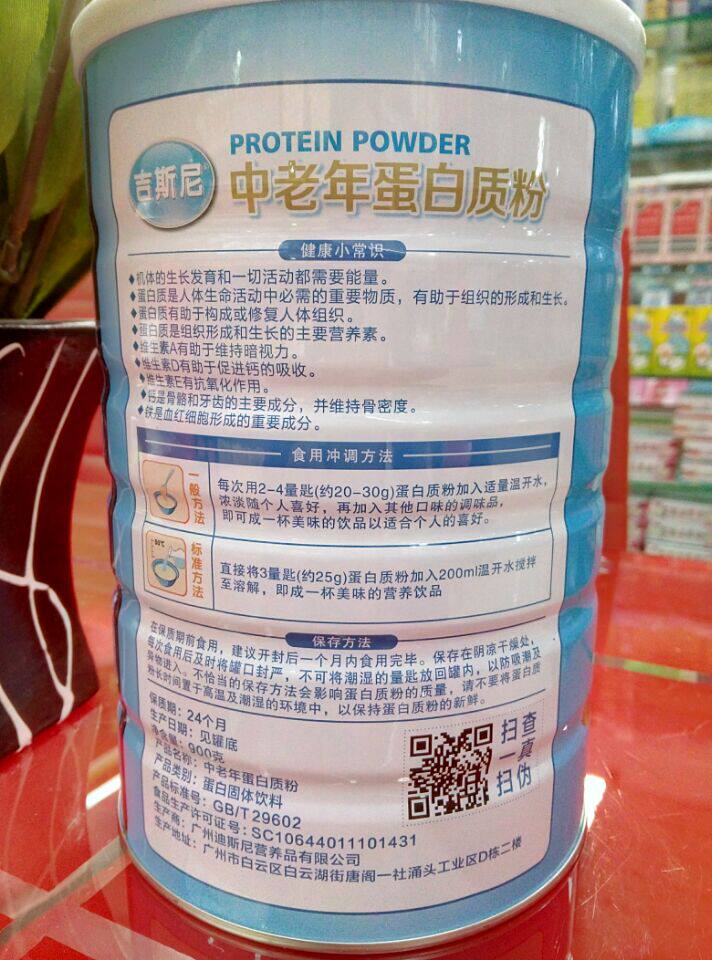 PROTEIN POWDER
吉斯尼
中老年蛋白质粉
健康小常识
◆机体的生长发育和一切活动都需要能量。
◆蛋白质是人体生命活动中必需的重要物质，有助于组织的形成和生长。
◆蛋白质有助于构成或修复人体组织。
◆蛋白质是组织形成和生长的主要营养素。
◆维生素A有助于维持暗视力。
◆维生素D有助于促进钙的吸收。
◆维生素E有抗氧化作用。
◆钙是骨骼和牙齿的主要成分，并维持骨密度。
◆铁是血红细胞形成的重要成分。
食用冲调方法
一般方法
每次用2-4量匙(约20-30g)蛋白质粉加入适量温开水，
浓淡随个人喜好，再加入其他口味的调味品，
即可成一杯美味的饮品以适合个人的喜好。
标准方法
直接将3量匙(约25g)蛋白质粉加入200ml温开水搅拌
至溶解，即成一杯美味的营养饮品
保存方法
在保质期前食用，建议开封后一个月内食用完毕。保存在阴凉干燥处，
每次食用后及时将罐口封严，不可将潮湿的量匙放回罐内，以防吸潮及
异物进入。不恰当的保存方法会影响蛋白质粉的质量，请不要将蛋白质
粉长时间置于高温及潮湿的环境中，以保持蛋白质粉的新鲜。
保质期：24个月
生产日期：见罐底
净含量：900克
产品名称：中老年蛋白质粉
产品类别：蛋白固体饮料
产品标准号：GB/T29602
食品生产许可证号：SC10644011101431
生产商：广州迪斯尼营养品有限公司
生产地址：广州市白云区白云湖街唐阁一社涌头工业区D栋二楼
扫一扫
查真伪